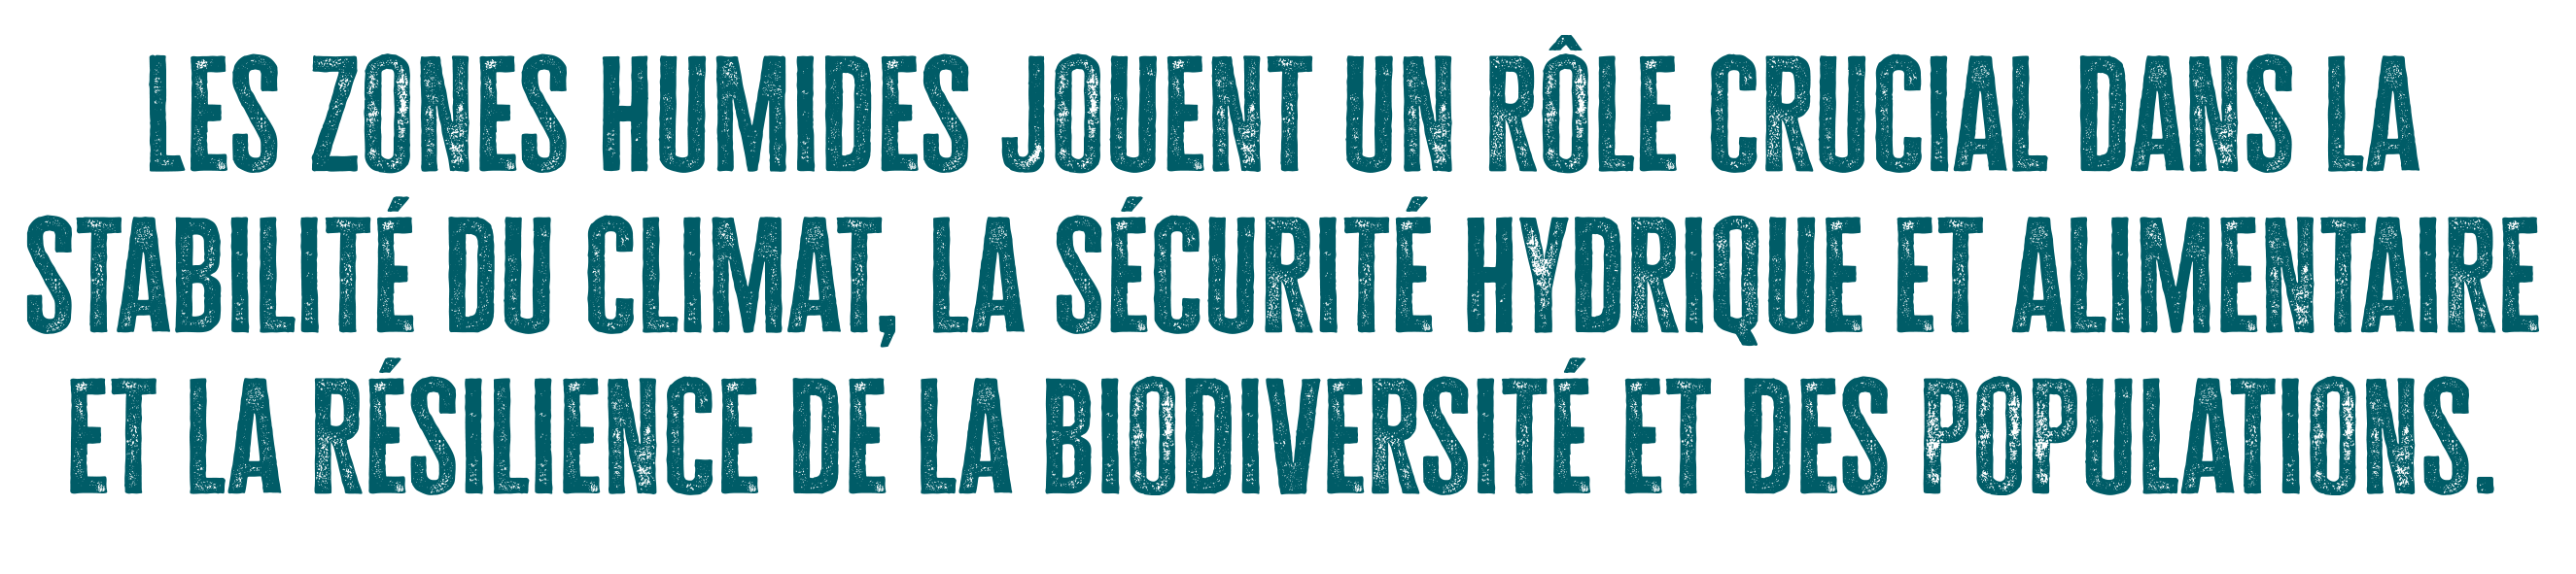 LES ZONES HUMIDES JOUENT UN RÔLE CRUCIAL DANS LA
STABILITÉ DU CLIMAT, LA SÉCURITÉ HYDRIQUE ET ALIMENTAIRE
ET LA RÉSILIENCE DE LA BIODIVERSITÉ ET DES POPULATIONS.